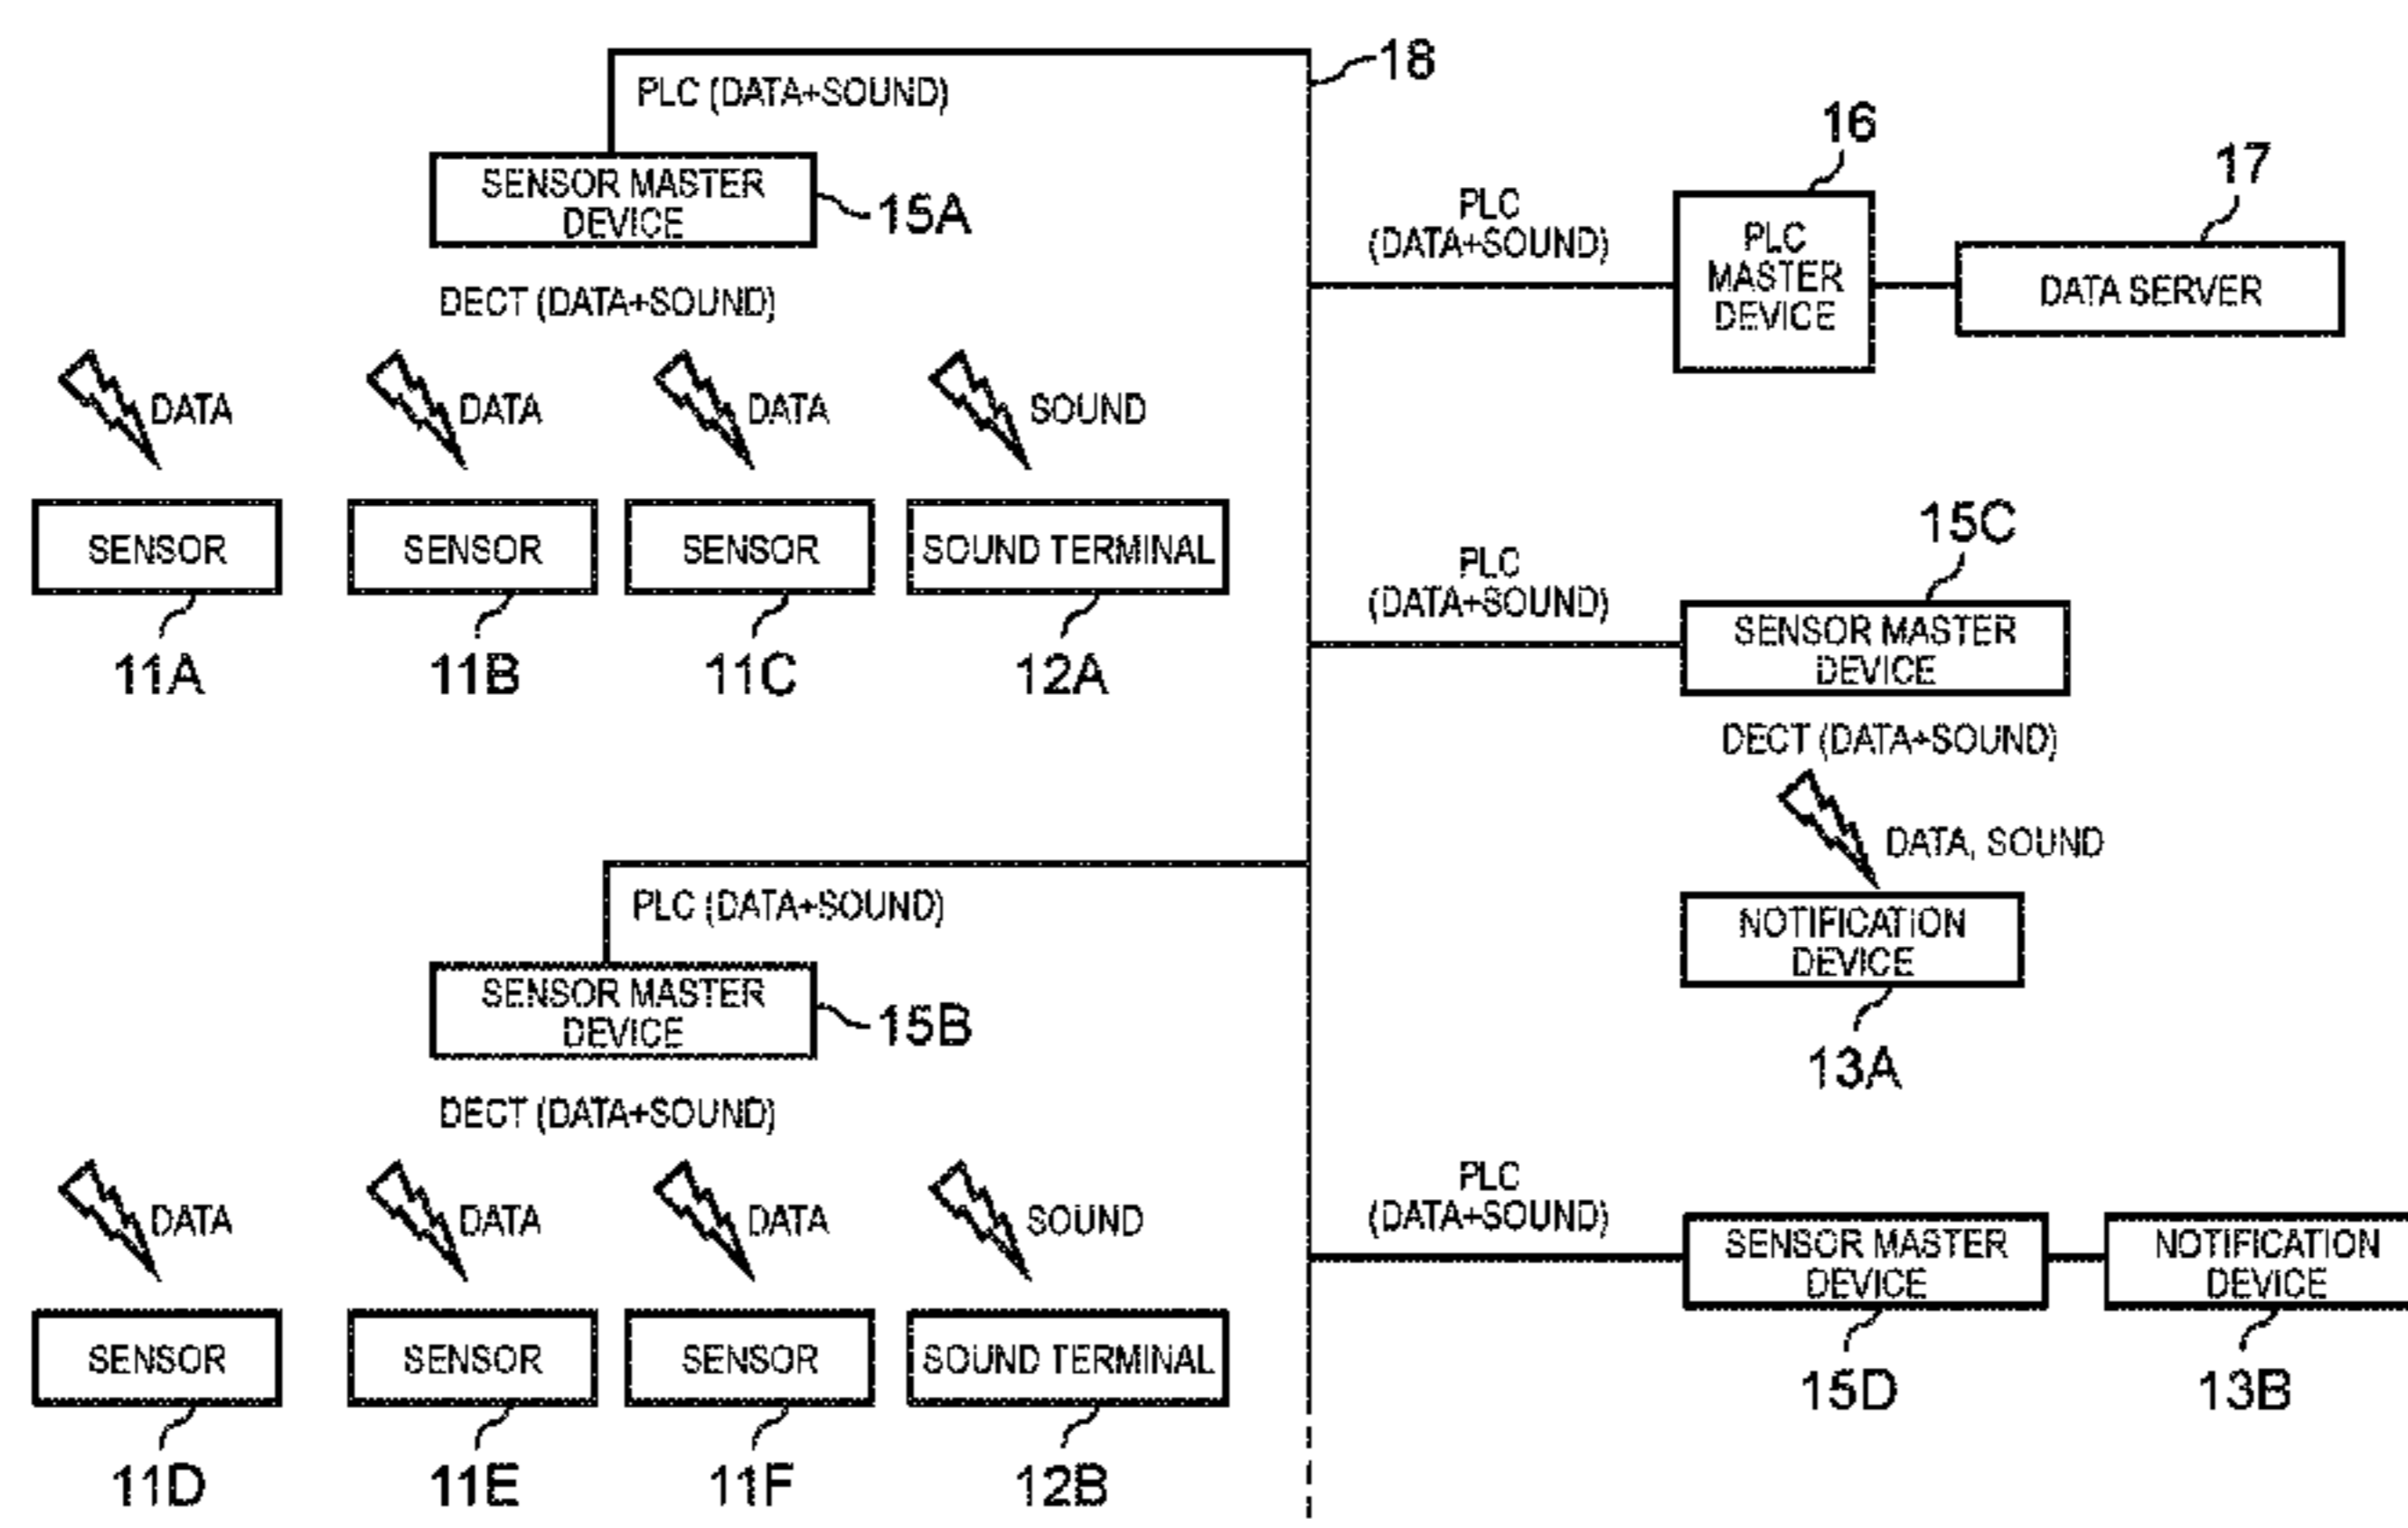 18
PLC (DATA+SOUND)
SENSOR MASTER
DEVICE
15A
DECT (DATA+SOUND)
DATA
DATA
DATA
SOUND
SENSOR
SENSOR
SENSOR
SOUND TERMINAL
11A
11B
11C
12A
PLC (DATA+SOUND)
SENSOR MASTER
DEVICE
15B
DECT (DATA+SOUND)
DATA
DATA
DATA
SOUND
SENSOR
SENSOR
SENSOR
SOUND TERMINAL
11D
11E
11F
12B
PLC
(DATA+SOUND)
16
PLC
MASTER
DEVICE
17
DATA SERVER
PLC
(DATA+SOUND)
15C
SENSOR MASTER
DEVICE
DECT (DATA+SOUND)
DATA, SOUND
NOTIFICATION
DEVICE
13A
PLC
(DATA+SOUND)
SENSOR MASTER
DEVICE
15D
NOTIFICATION
DEVICE
13B